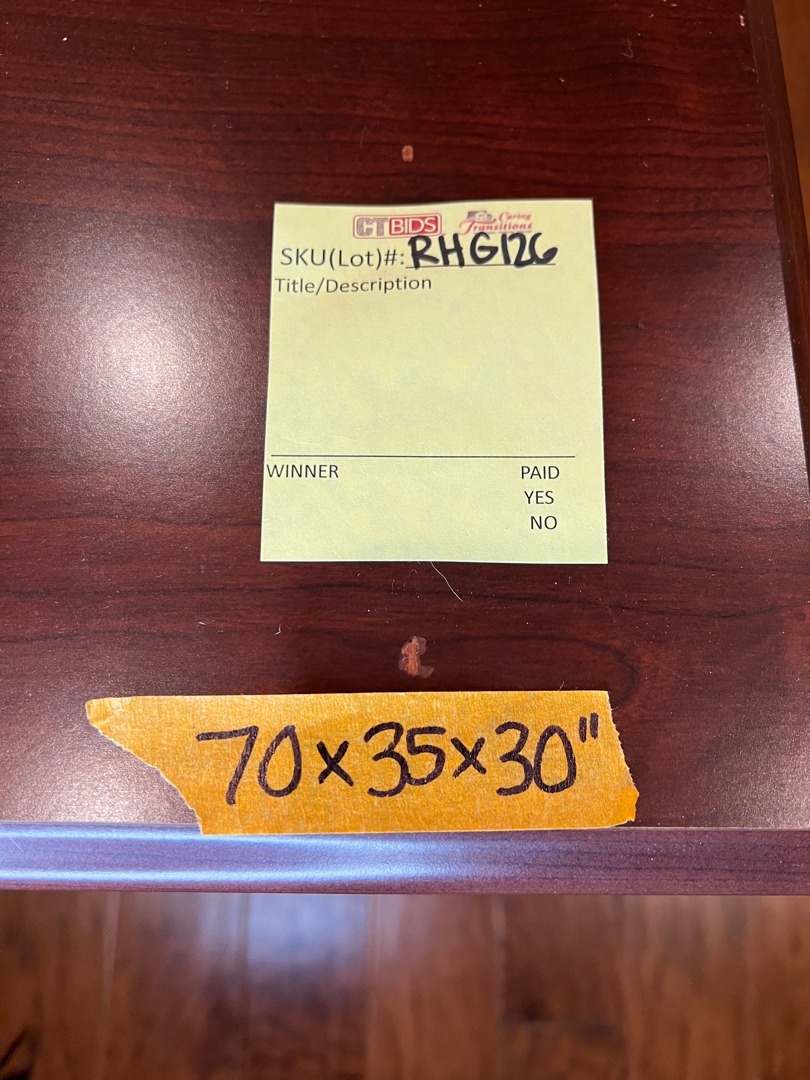 CTBIDS Caring Transitions
SKU(Lot)#: RHG126
Title/Description
WINNER PAID
YES
NO
70x35x30"